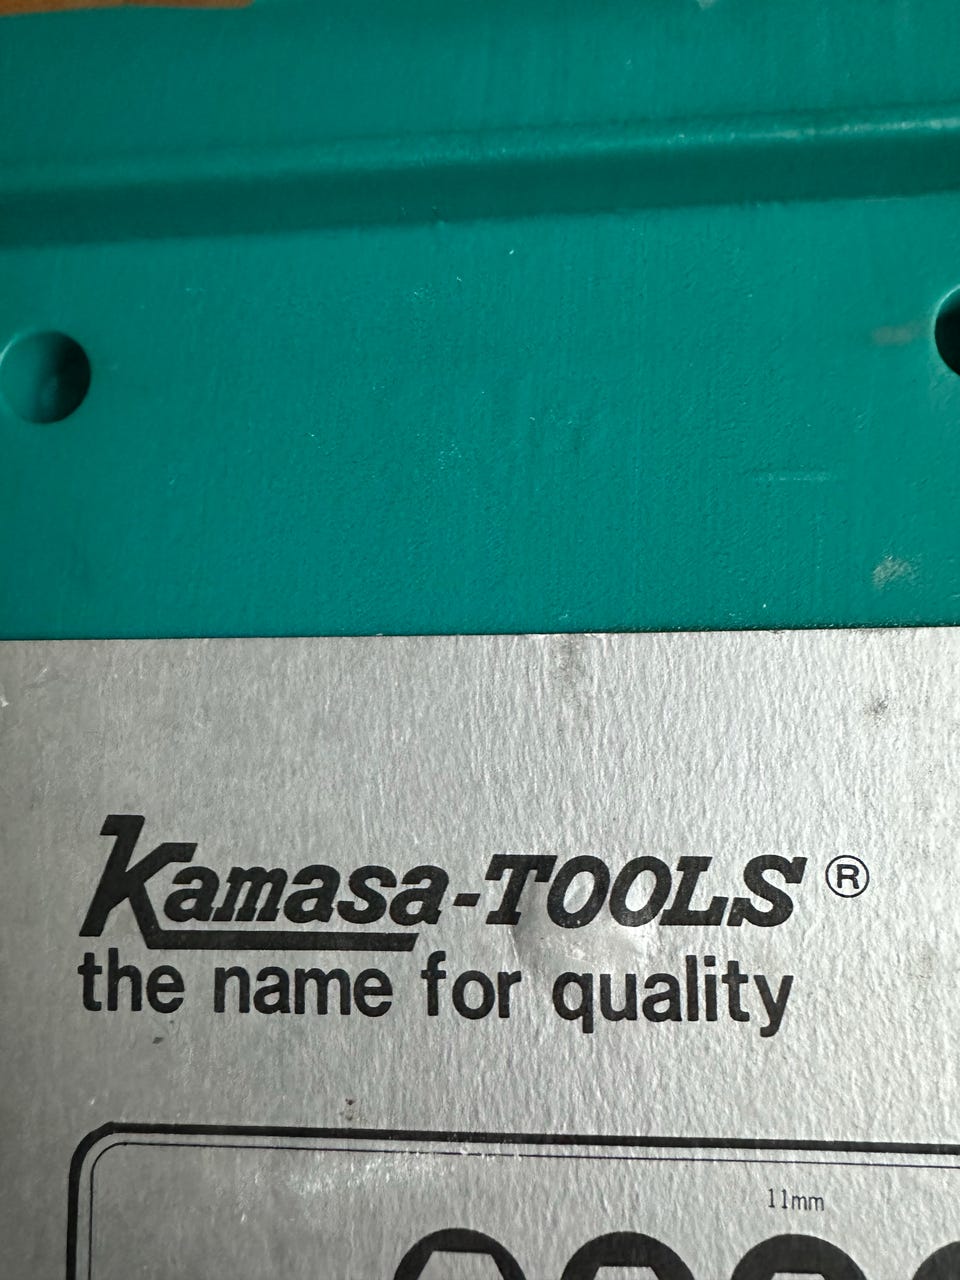 Kamasa-TOOLS ®
the name for quality
11mm